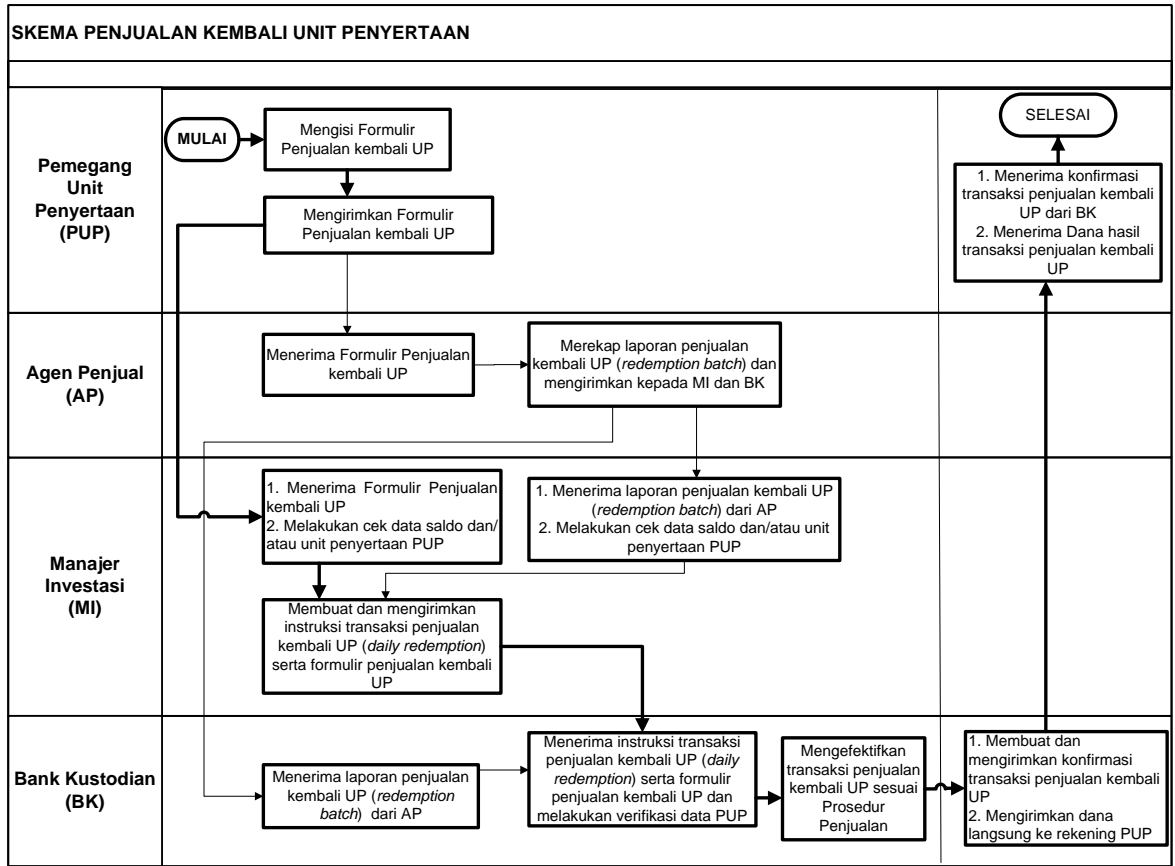 SKEMA PENJUALAN KEMBALI UNIT PENYERTAAN
Pemegang
Unit
Penyertaan
(PUP)
MULAI
Mengisi Formulir
Penjualan kembali UP
Mengirimkan Formulir
Penjualan kembali UP
SELESAI
1. Menerima konfirmasi
transaksi penjualan kembali
UP dari BK
2. Menerima Dana hasil
transaksi penjualan kembali
UP
Agen Penjual
(AP)
Menerima Formulir Penjualan
kembali UP
Merekap laporan penjualan
kembali UP (redemption batch) dan
mengirimkan kepada MI dan BK
Manajer
Investasi
(MI)
1. Menerima Formulir Penjualan
kembali UP
2. Melakukan cek data saldo dan/
atau unit penyertaan PUP
1. Menerima laporan penjualan kembali UP
(redemption batch) dari AP
2. Melakukan cek data saldo dan/atau unit
penyertaan PUP
Membuat dan mengirimkan
instruksi transaksi penjualan
kembali UP (daily redemption)
serta formulir penjualan kembali
UP
Bank Kustodian
(BK)
Menerima laporan penjualan
kembali UP (redemption
batch) dari AP
Menerima instruksi transaksi
penjualan kembali UP (daily
redemption) serta formulir
penjualan kembali UP dan
melakukan verifikasi data PUP
Mengefektifkan
transaksi penjualan
kembali UP sesuai
Prosedur
Penjualan
1. Membuat dan
mengirimkan konfirmasi
transaksi penjualan kembali
UP
2. Mengirimkan dana
langsung ke rekening PUP